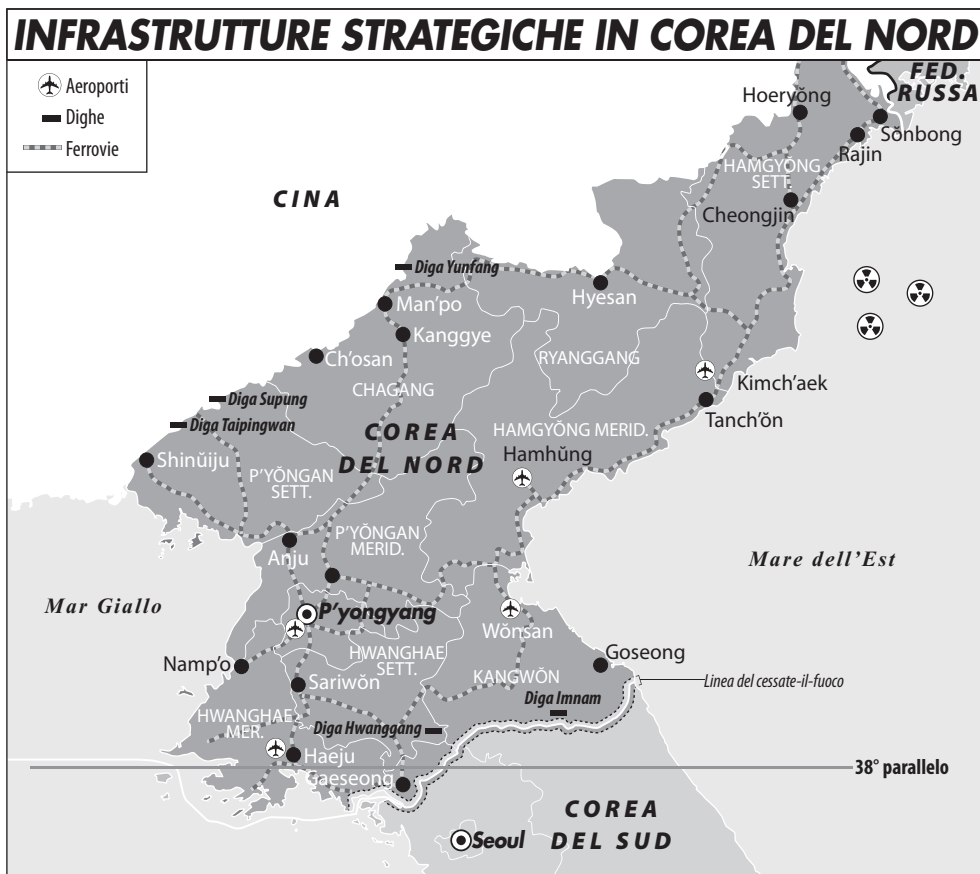 INFRASTRUTTURE STRATEGICHE IN COREA DEL NORD
Aeroporti
Dighe
Ferrovie
FED.
RUSSA
Hoeryŏng
Sŏnbong
Rajin
HAMGYŎNG
SETT.
CINA
Cheongjin
Diga Yunfang
Hyesan
Man'po
Kanggye
Ch'osan
RYANGGANG
CHAGANG
Kimch'aek
Diga Supung
Tanch'ŏn
Diga Taipingwan
COREA
DEL NORD
HAMGYŎNG MERID.
Hamhŭng
Shinŭiju
P'YŎNGAN
SETT.
P'YŎNGAN
MERID.
Anju
Mare dell'Est
Mar Giallo
P'yongyang
Wŏnsan
HWANGHAE
SETT.
Goseong
Namp'o
KANGWŎN
Sariwŏn
Linea del cessate-il-fuoco
Diga Imnam
HWANGHAE
MER.
Diga Hwanggang
Haeju
Gaeseong
38° parallelo
COREA
DEL SUD
Seoul